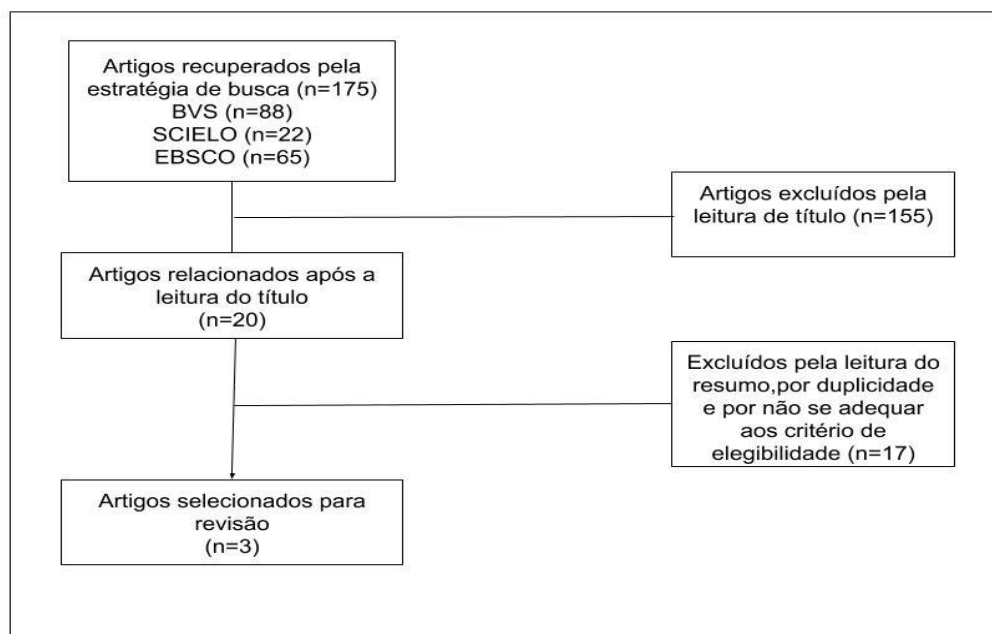 Artigos recuperados pela
estratégia de busca (n=175)
BVS (n=88)
SCIELO (n=22)
EBSCO (n=65)
Artigos excluídos pela
leitura de título (n=155)
Artigos relacionados após a
leitura do título
(n=20)
Excluídos pela leitura do
resumo,por duplicidade
e por não se adequar
aos critério de
elegibilidade (n=17)
Artigos selecionados para
revisão
(n=3)